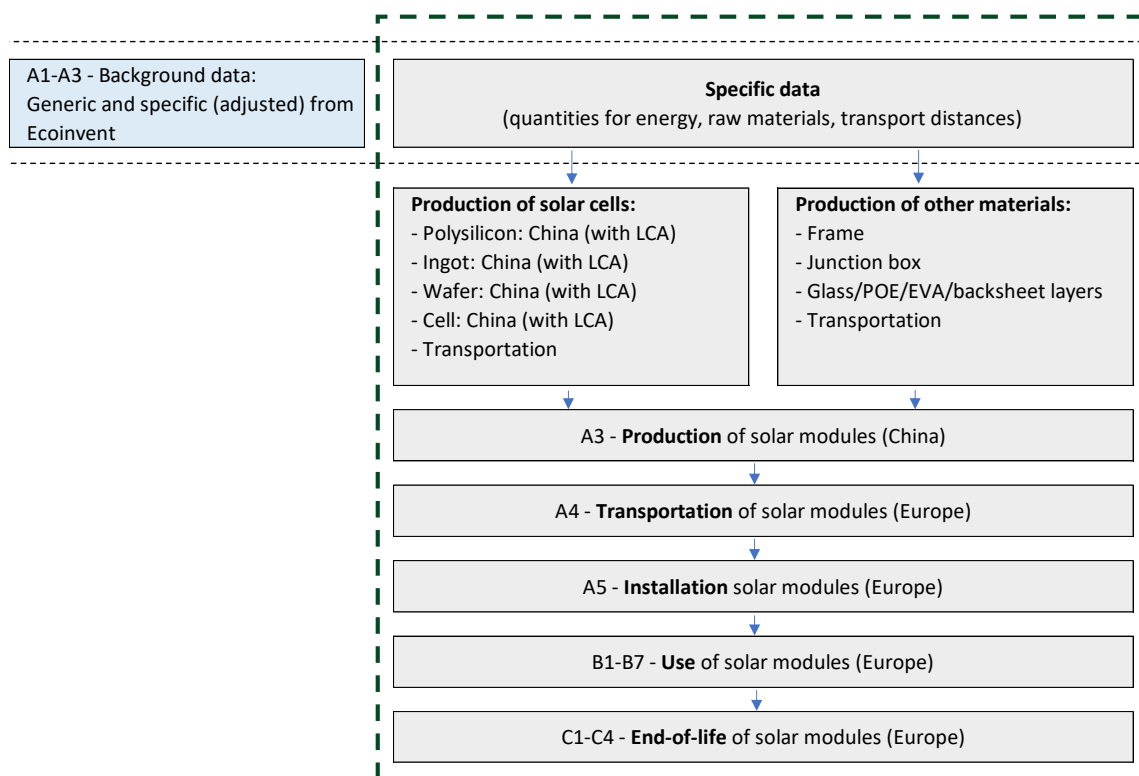 A1-A3 - Background data:
Generic and specific (adjusted) from
Ecoinvent
Specific data
(quantities for energy, raw materials, transport distances)
Production of solar cells:
- Polysilicon: China (with LCA)
- Ingot: China (with LCA)
- Wafer: China (with LCA)
- Cell: China (with LCA)
- Transportation
Production of other materials:
- Frame
- Junction box
- Glass/POE/EVA/backsheet layers
- Transportation
A3 - Production of solar modules (China)
A4 - Transportation of solar modules (Europe)
A5 - Installation solar modules (Europe)
B1-B7 - Use of solar modules (Europe)
C1-C4 - End-of-life of solar modules (Europe)